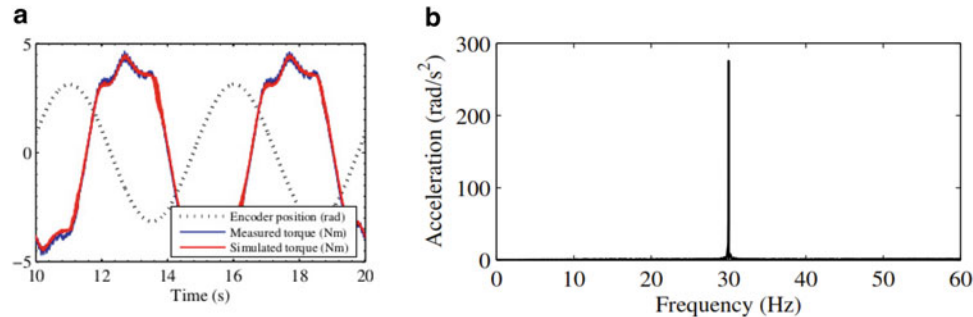 a
5
0
-5
10
12
14
16
18
20
Time (s)
Encoder position (rad)
Measured torque (Nm)
Simulated torque (Nm)
b
300
200
100
0
0
10
20
30
40
50
60
Acceleration (rad/s²)
Frequency (Hz)